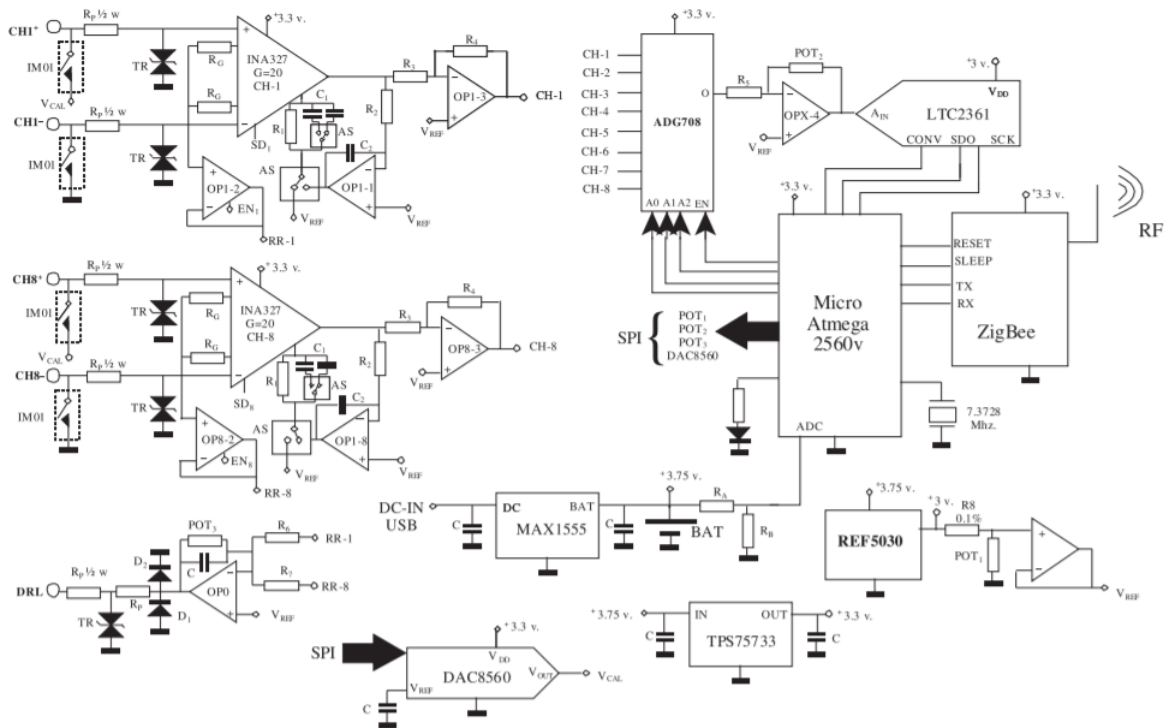 CH1+
Rp ½ w
+3.3 v.
INA327
G=20
CH-1
RG
RG
IM01
TR
VCAL
CH1-
Rp ½ w
IM01
TR
SD1
R1
C1
AS
C2
R2
R3
R4
OP1-3
CH-1
VREF
AS
OP1-1
VREF
VREF
OP1-2
EN1
RR-1
CH8+
Rp ½ w
+3.3 v.
INA327
G=20
CH-8
RG
RG
IM01
TR
VCAL
CH8-
Rp ½ w
IM01
TR
SD8
R1
C1
AS
C2
R2
R3
R4
OP8-3
CH-8
VREF
AS
OP1-8
VREF
VREF
OP8-2
EN8
RR-8
DRL
Rp ½ w
TR
RP
D2
D1
POT3
C
OP0
R6
R7
RR-1
RR-8
VREF
+3.3 v.
CH-1
CH-2
CH-3
CH-4
CH-5
CH-6
CH-7
CH-8
ADG708
O
A0 A1 A2 EN
R5
POT2
OPX-4
VREF
+3 v.
VDD
AIN
LTC2361
CONV SDO SCK
+3.3 v.
Micro
Atmega
2560v
ADC
SPI
POT1
POT2
POT3
DAC8560
+3.3 v.
RESET
SLEEP
TX
RX
ZigBee
RF
7.3728
Mhz.
DC-IN
USB
C
DC
BAT
MAX1555
C
+3.75 v.
BAT
RA
RB
+3.75 v.
REF5030
+3 v.
R8
0.1%
POT1
VREF
+3.75 v.
C
IN
OUT
TPS75733
+3.3 v.
C
SPI
+3.3 v.
VDD
DAC8560
VREF
VOUT
VCAL
C